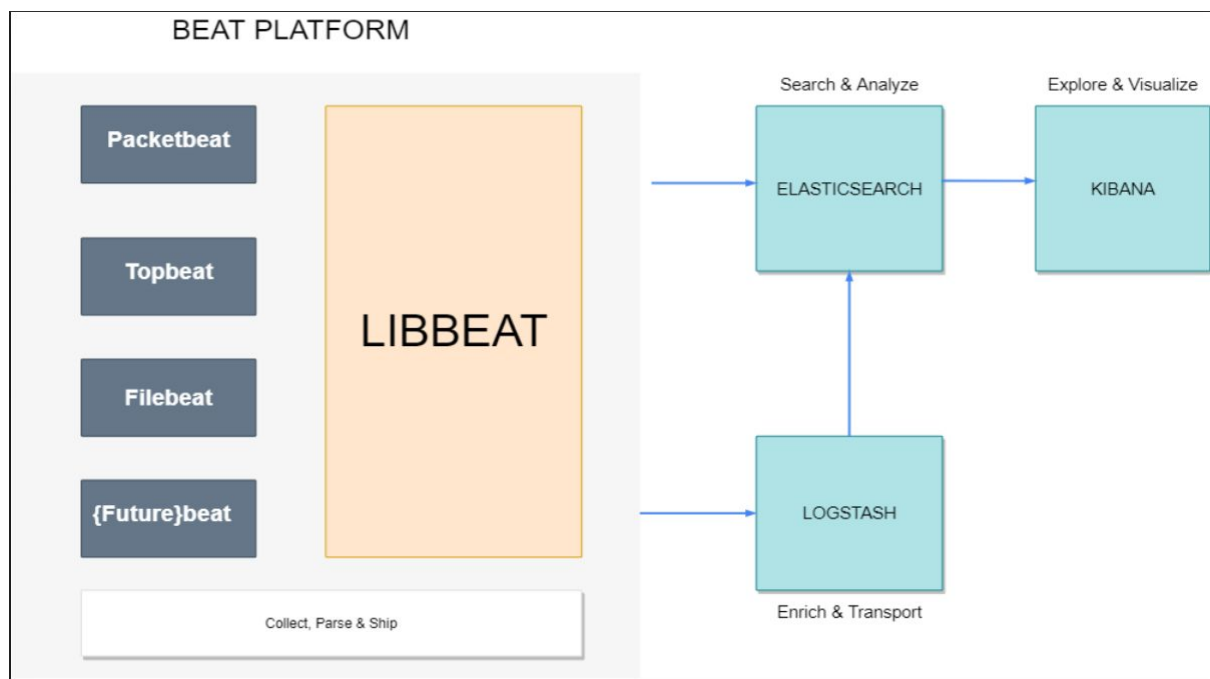 BEAT PLATFORM
Packetbeat
Topbeat
Filebeat
{Future}beat
LIBBEAT
Collect, Parse & Ship
Search & Analyze
ELASTICSEARCH
Explore & Visualize
KIBANA
LOGSTASH
Enrich & Transport